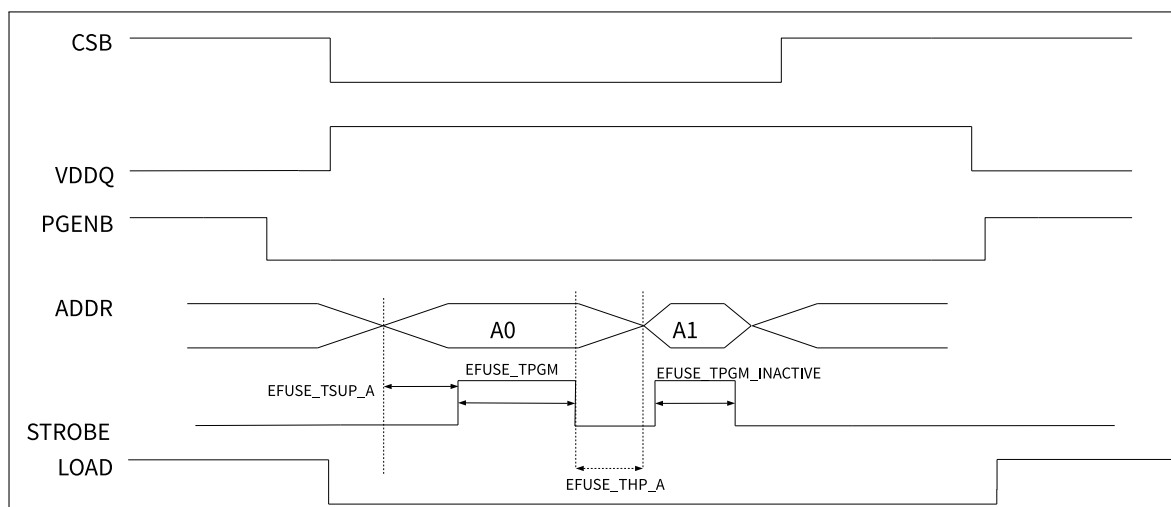 CSB
VDDQ
PGENB
ADDR
A0
A1
EFUSE_TPGM
EFUSE_TPGM_INACTIVE
EFUSE_TSUP_A
STROBE
LOAD
EFUSE_THP_A